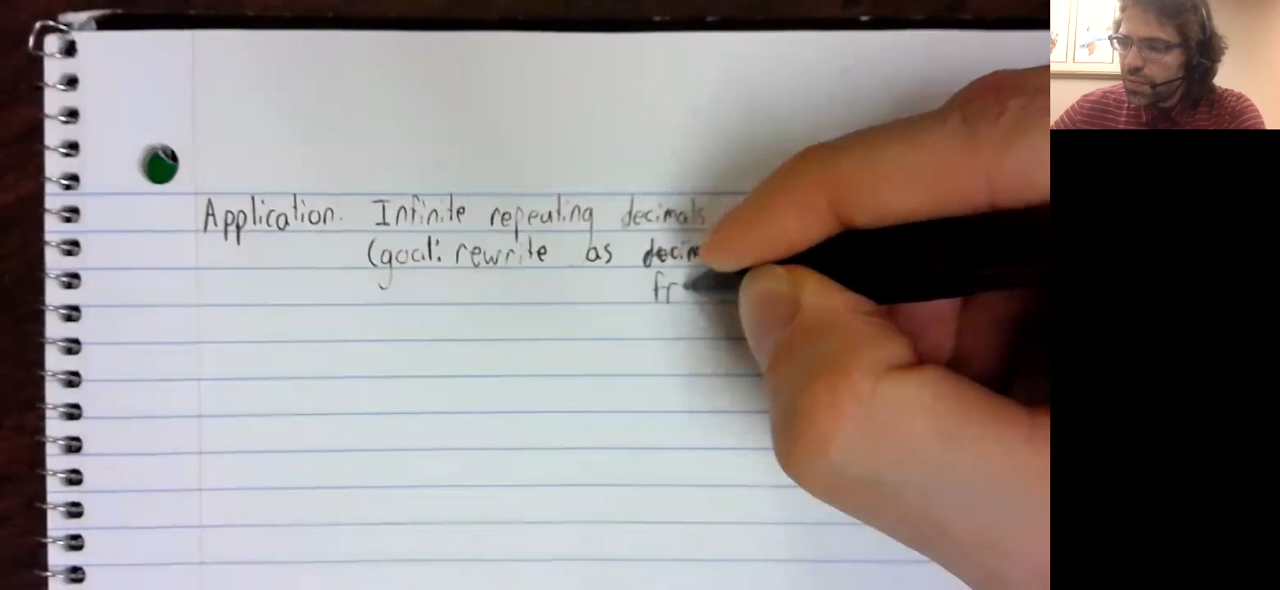 Application. Infinite repeating decimals
(goal: rewrite as
fr